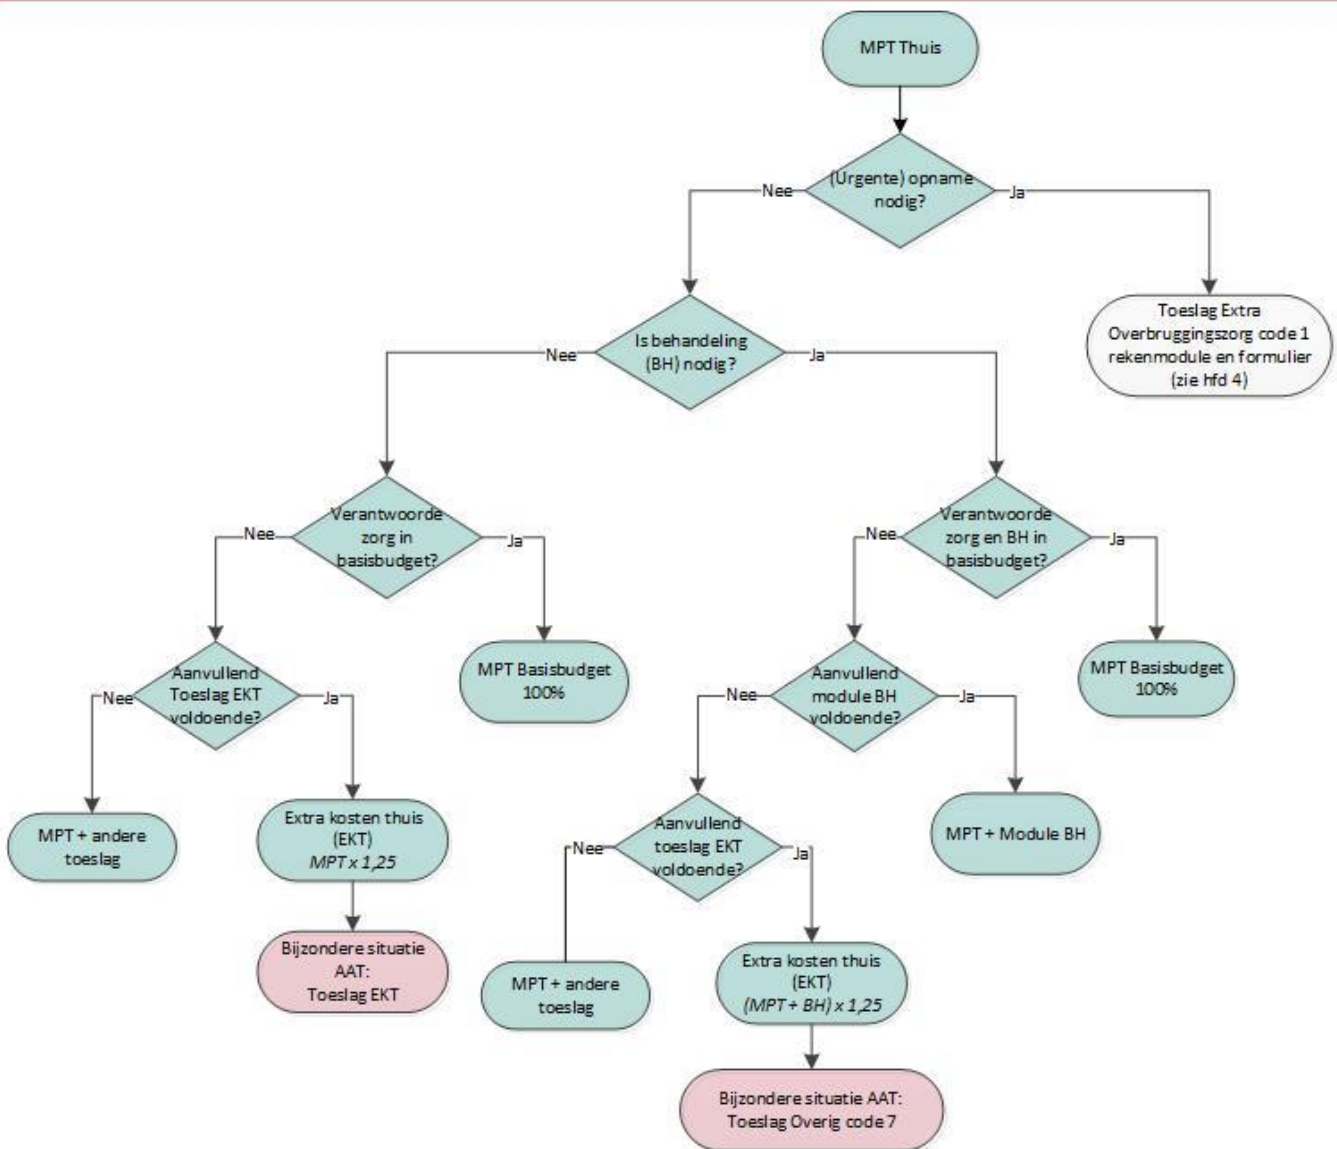 MPT Thuis
(Urgente) opname
nodig?
Nee
Ja
Toeslag Extra
Overbruggingszorg code 1
rekenmodule en formulier
(zie hfd 4)
Is behandeling
(BH) nodig?
Nee
Ja
Verantwoorde
zorg in
basisbudget?
Nee
Ja
Verantwoorde
zorg en BH in
basisbudget?
Nee
Ja
Aanvullend
Toeslag EKT
voldoende?
Nee
Ja
MPT Basisbudget
100%
Aanvullend
module BH
voldoende?
Nee
Ja
MPT Basisbudget
100%
MPT + andere
toeslag
Extra kosten thuis
(EKT)
MPT x 1,25
Aanvullend
toeslag EKT
voldoende?
Nee
Ja
MPT + Module BH
Bijzondere situatie
AAT:
Toeslag EKT
MPT + andere
toeslag
Extra kosten thuis
(EKT)
(MPT + BH) x 1,25
Bijzondere situatie AAT:
Toeslag Overig code 7